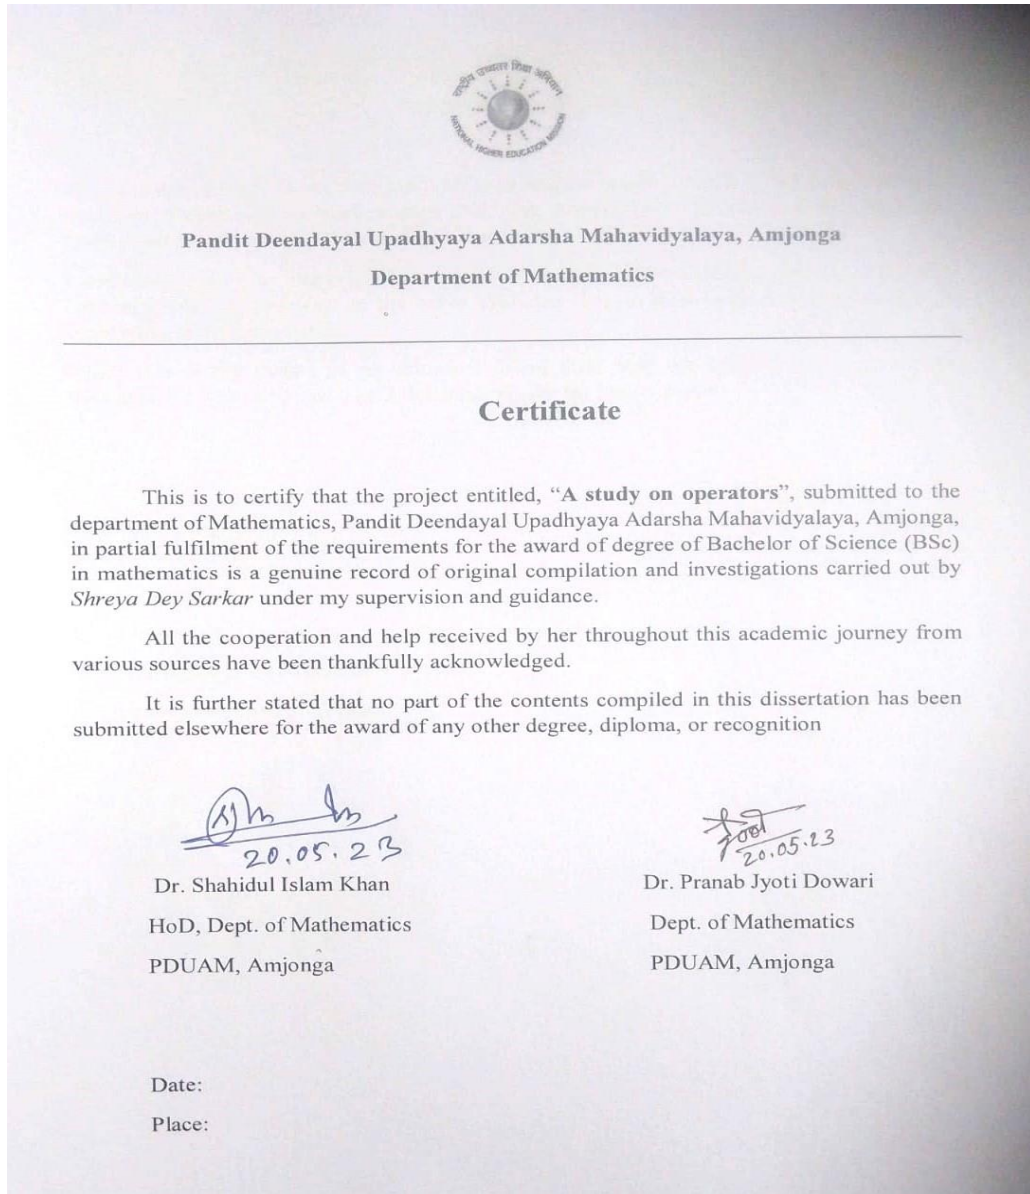 राष्ट्रीय उच्चतर शिक्षा अभियान
NATIONAL HIGHER EDUCATION MISSION
Pandit Deendayal Upadhyaya Adarsha Mahavidyalaya, Amjonga
Department of Mathematics
Certificate
This is to certify that the project entitled, “A study on operators”, submitted to the
department of Mathematics, Pandit Deendayal Upadhyaya Adarsha Mahavidyalaya, Amjonga,
in partial fulfilment of the requirements for the award of degree of Bachelor of Science (BSc)
in mathematics is a genuine record of original compilation and investigations carried out by
Shreya Dey Sarkar under my supervision and guidance.
All the cooperation and help received by her throughout this academic journey from
various sources have been thankfully acknowledged.
It is further stated that no part of the contents compiled in this dissertation has been
submitted elsewhere for the award of any other degree, diploma, or recognition
20.05.23
Dr. Shahidul Islam Khan
HoD, Dept. of Mathematics
PDUAM, Amjonga
20.05.23
Dr. Pranab Jyoti Dowari
Dept. of Mathematics
PDUAM, Amjonga
Date:
Place: